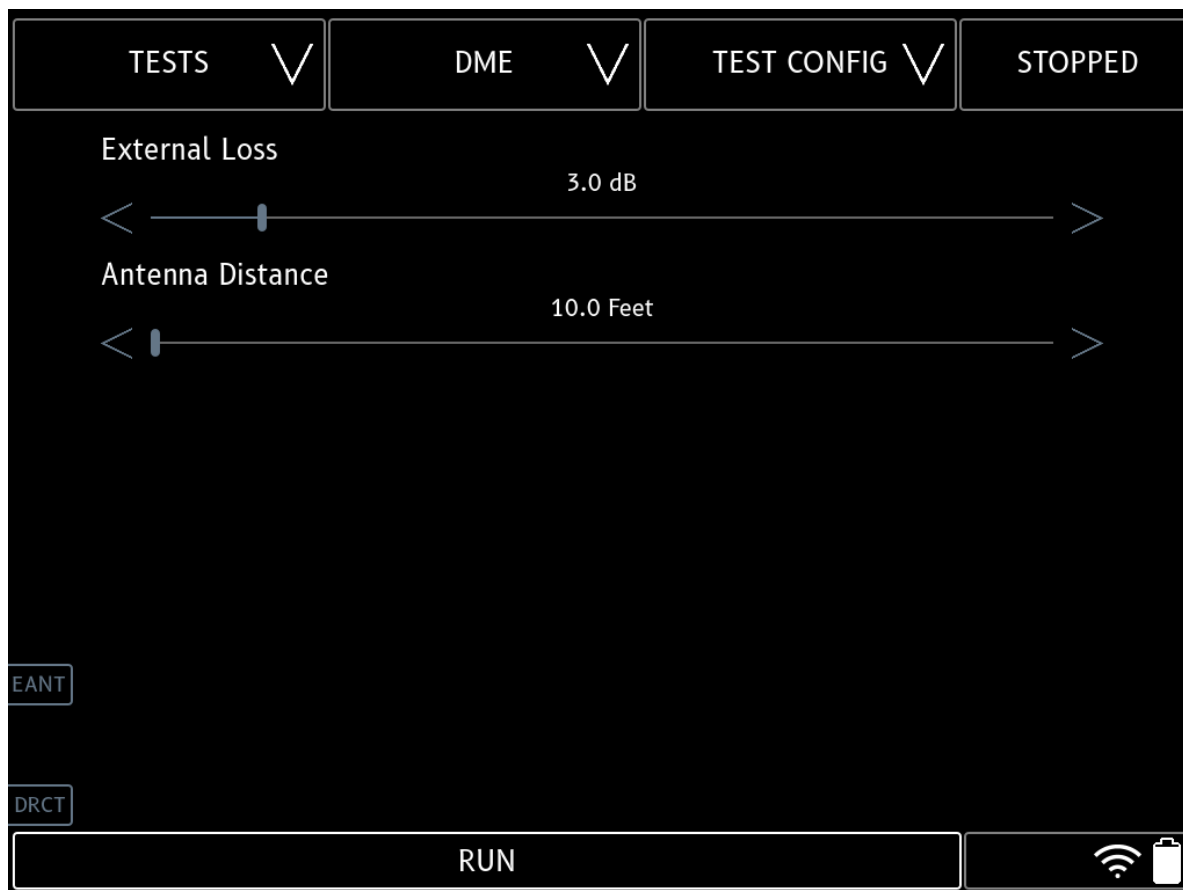 TESTS
DME
TEST CONFIG
STOPPED
External Loss
3.0 dB
Antenna Distance
10.0 Feet
EANT
DRCT
RUN